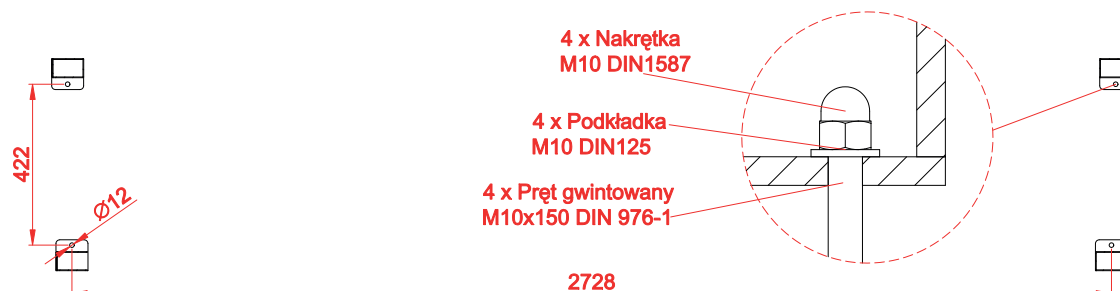 4 x Nakrętka
M10 DIN1587
4 x Podkładka
M10 DIN125
422
Ø12
4 x Pręt gwintowany
M10x150 DIN 976-1
2728